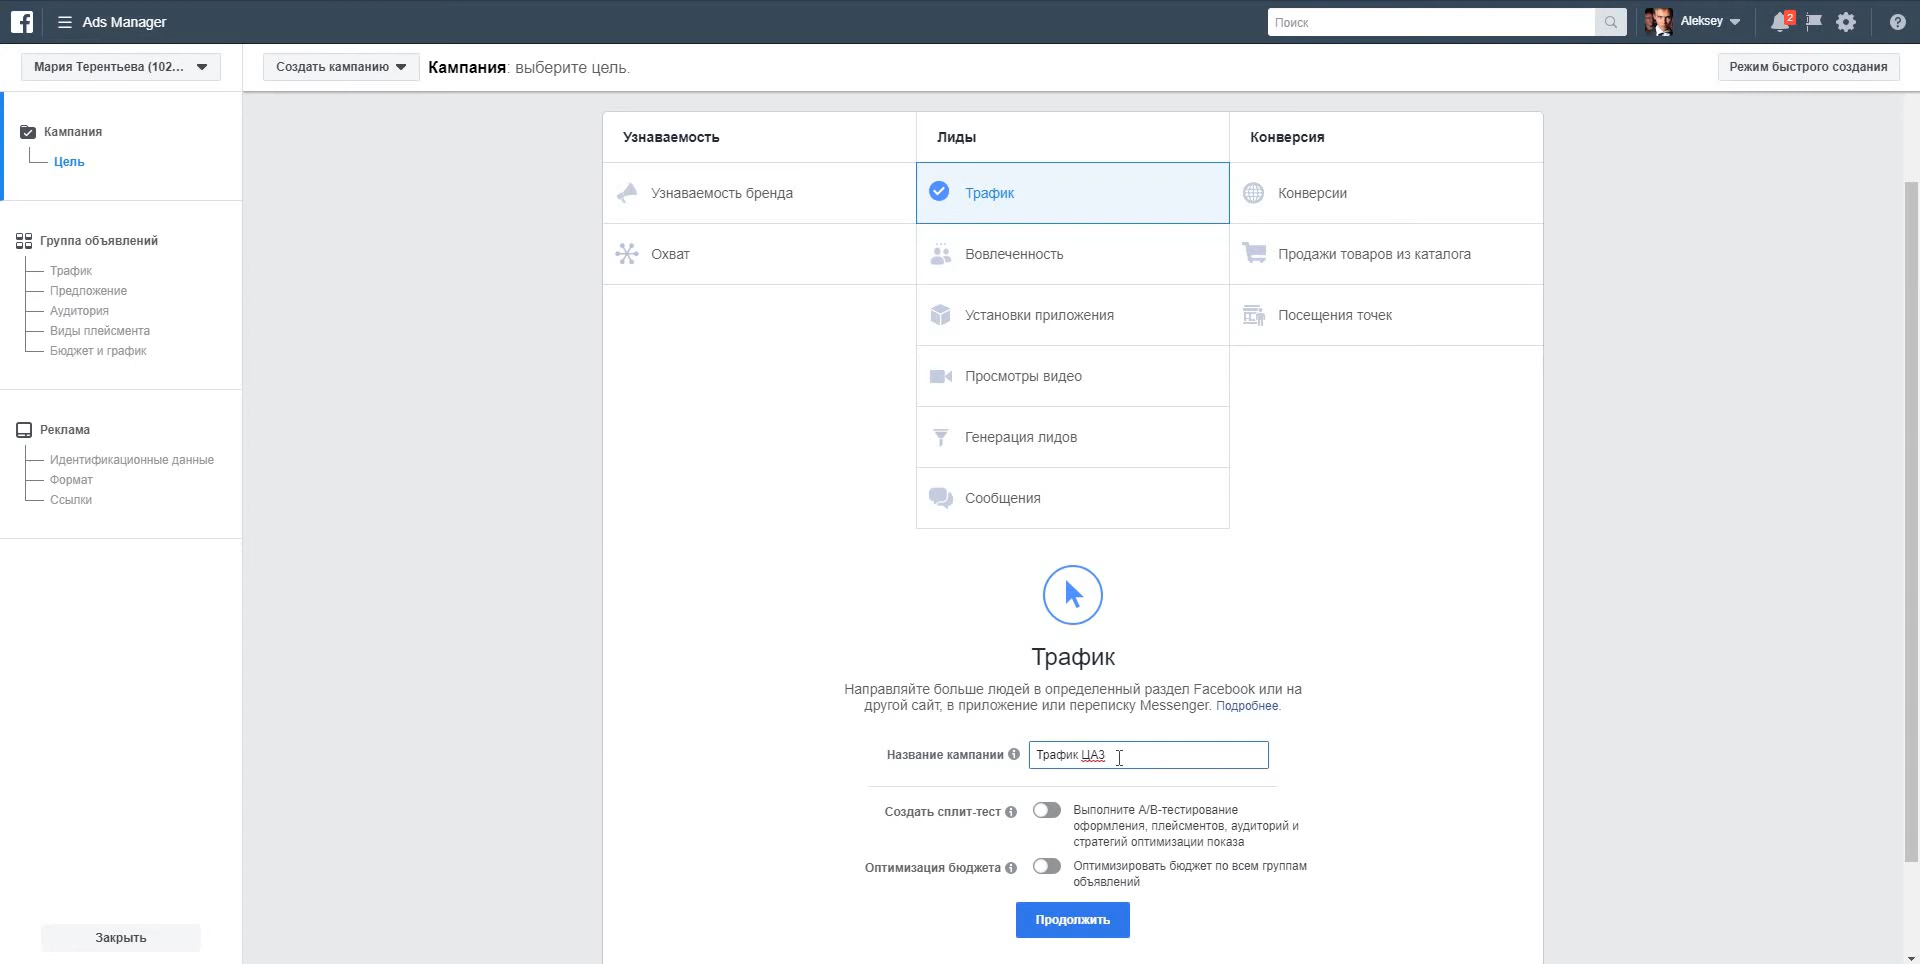 Ads Manager
Поиск
Aleksey
2
Мария Терентьева (102...
Создать кампанию
Кампания: выберите цель.
Режим быстрого создания
Кампания
Цель
Группа объявлений
Трафик
Предложение
Аудитория
Виды плейсмента
Бюджет и график
Реклама
Идентификационные данные
Формат
Ссылки
Закрыть
Узнаваемость
Лиды
Конверсия
Узнаваемость бренда
Трафик
Конверсии
Охват
Вовлеченность
Продажи товаров из каталога
Установки приложения
Посещения точек
Просмотры видео
Генерация лидов
Сообщения
Трафик
Направляйте больше людей в определенный раздел Facebook или на
другой сайт, в приложение или переписку Messenger. Подробнее.
Название кампании
Трафик ЦА3
Создать сплит-тест
Выполните A/B-тестирование
оформления, плейсментов, аудиторий и
стратегий оптимизации показа
Оптимизация бюджета
Оптимизировать бюджет по всем группам
объявлений
Продолжить